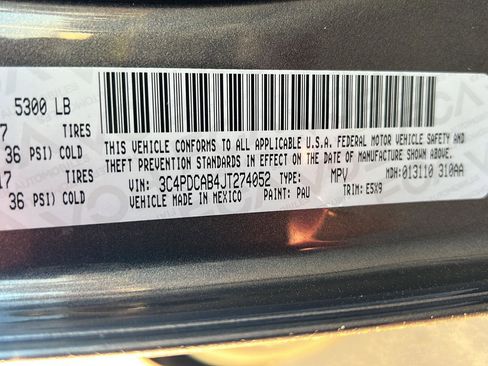 5300 LB
7 TIRES
36 PSI) COLD
17 TIRES
36 PSI) COLD
THIS VEHICLE CONFORMS TO ALL APPLICABLE U.S.A. FEDERAL MOTOR VEHICLE SAFETY AND
THEFT PREVENTION STANDARDS IN EFFECT ON THE DATE OF MANUFACTURE SHOWN ABOVE.
VIN: 3C4PDCAB4JT274052 TYPE: MPV MDH: 013110 310AA
VEHICLE MADE IN MEXICO PAINT: PAU TRIM: E5X9